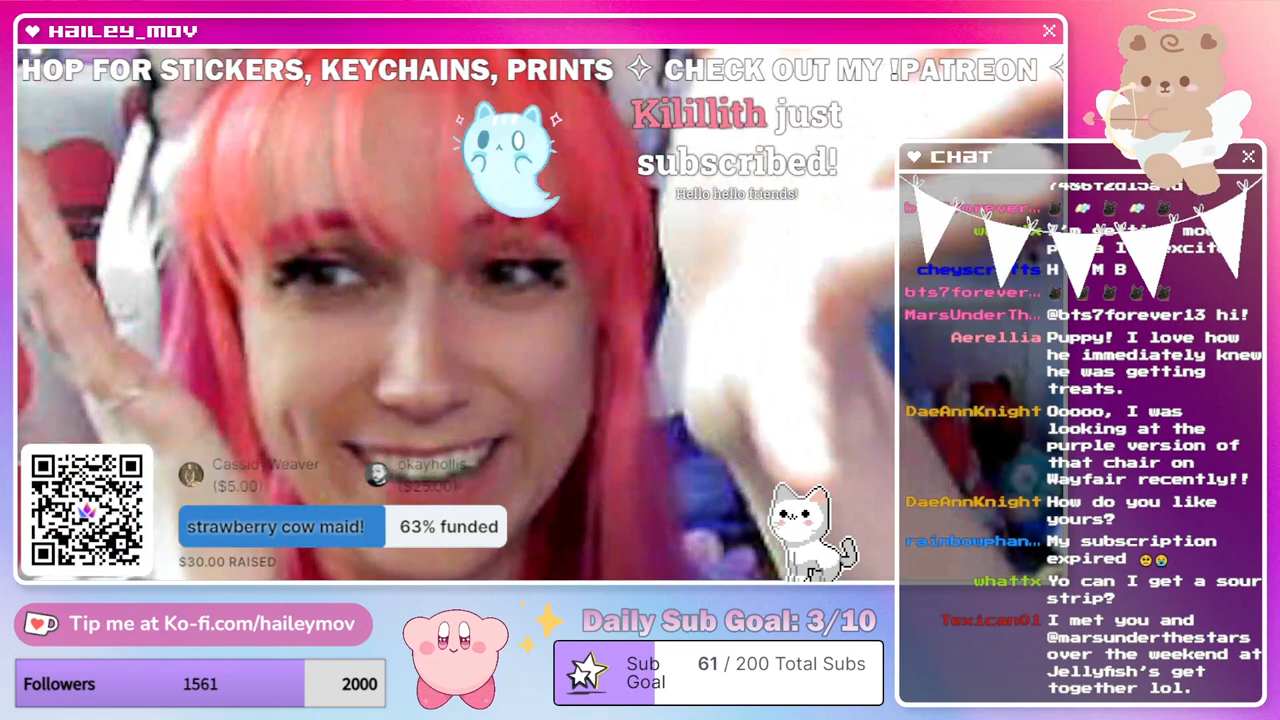 HAILEY_MOV
HOP FOR STICKERS, KEYCHAINS, PRINTS ✧ CHECK OUT MY !PATREON
Kilillith just
subscribed!
Hello hello friends!
CassidyWeaver
($5.00)
okayhollis
($25.00)
strawberry cow maid!
63% funded
$30.00 RAISED
Tip me at Ko-fi.com/haileymov
Followers 1561 2000
Daily Sub Goal: 3/10
Sub Goal
61 / 200 Total Subs
CHAT
cheyscrafts H M B
bts7forever...
MarsUnderTh... @bts7forever13 hi!
Aerellia Puppy! I love how
he immediately knew
he was getting
treats.
DaeAnnKnight Ooooo, I was
looking at the
purple version of
that chair on
Wayfair recently!!
DaeAnnKnight How do you like
yours?
rainbowphan... My subscription
expired 🥺😭
whattx Yo can I get a sour
strip?
Texican01 I met you and
@marsunderthestars
over the weekend at
Jellyfish's get
together lol.